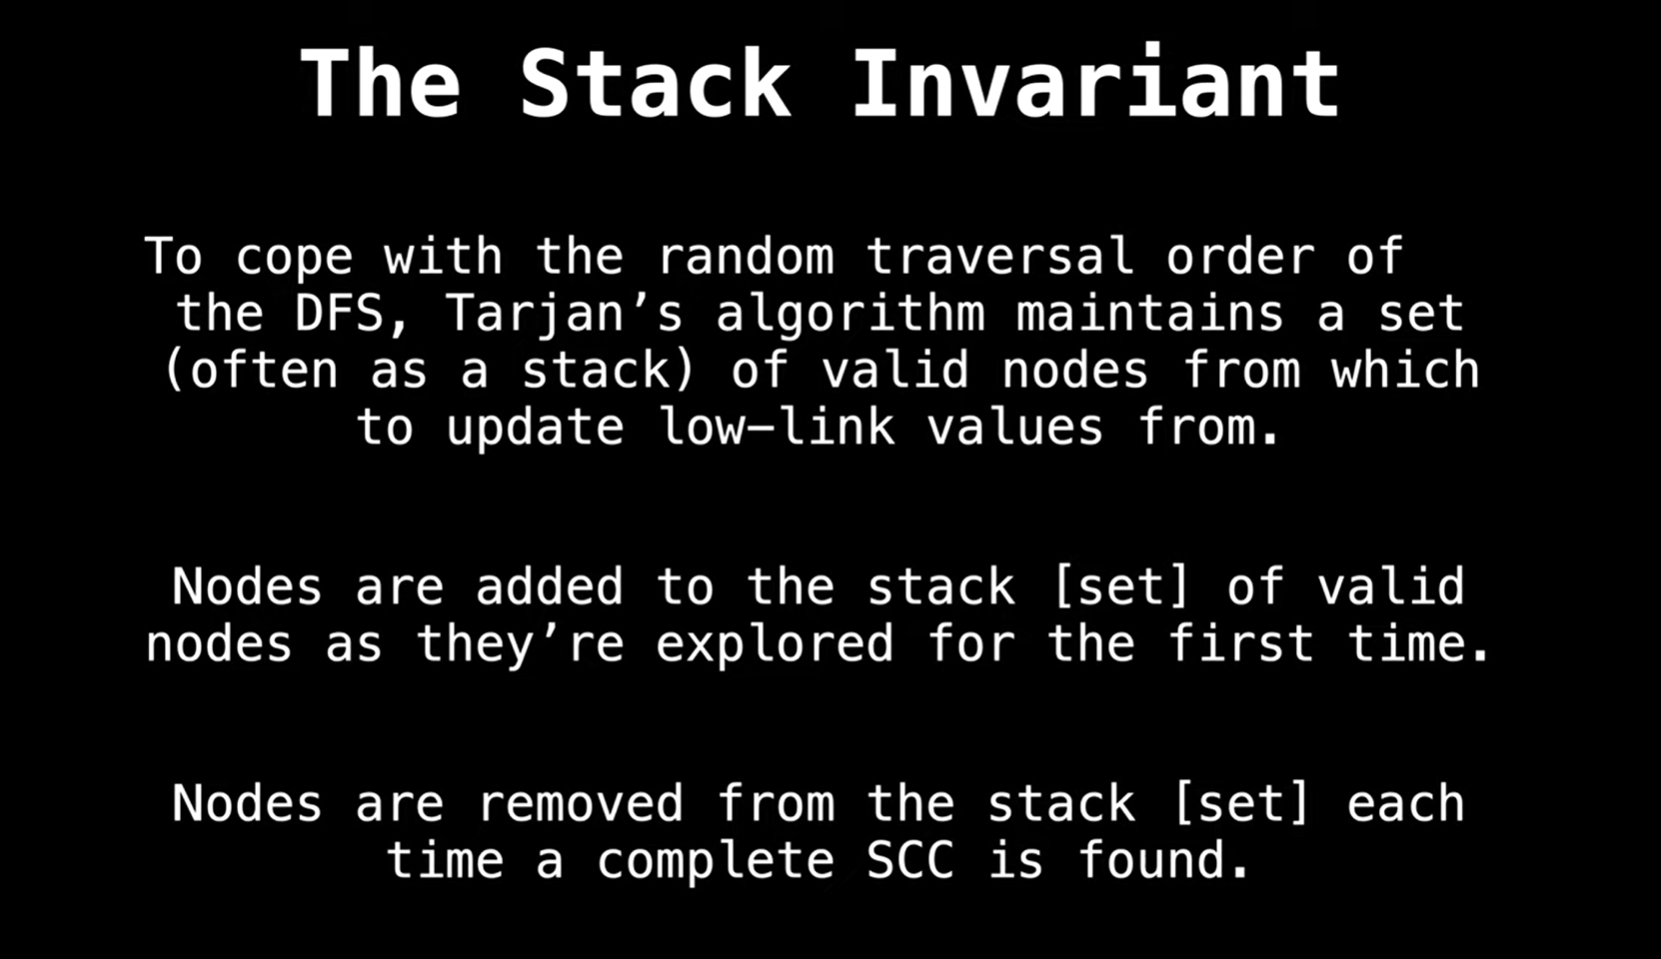 The Stack Invariant
To cope with the random traversal order of
the DFS, Tarjan’s algorithm maintains a set
(often as a stack) of valid nodes from which
to update low-link values from.
Nodes are added to the stack [set] of valid
nodes as they’re explored for the first time.
Nodes are removed from the stack [set] each
time a complete SCC is found.